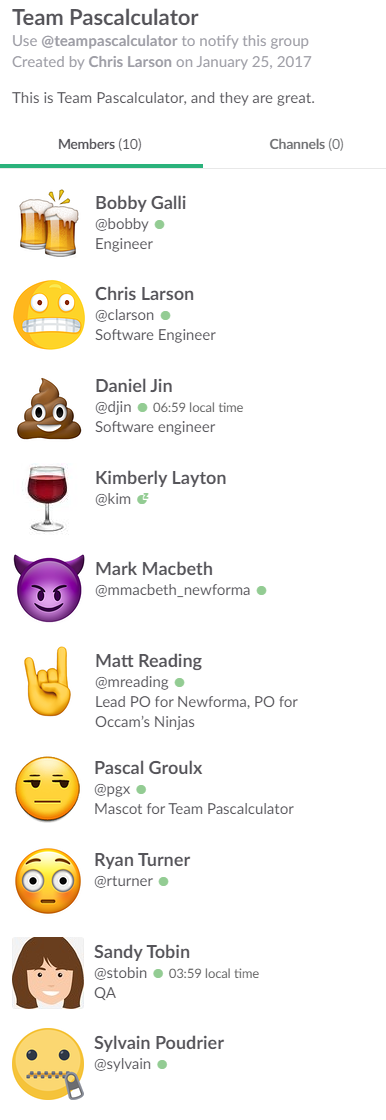 Team Pascalculator
Use @teampascalculator to notify this group
Created by Chris Larson on January 25, 2017
This is Team Pascalculator, and they are great.
Members (10)
Channels (0)
Bobby Galli
@bobby
Engineer
Chris Larson
@clarson
Software Engineer
Daniel Jin
@djin 06:59 local time
Software engineer
Kimberly Layton
@kim
Mark Macbeth
@mmacbeth_newforma
Matt Reading
@mreading
Lead PO for Newforma, PO for
Occam's Ninjas
Pascal Groulx
@pgx
Mascot for Team Pascalculator
Ryan Turner
@rturner
Sandy Tobin
@stobin 03:59 local time
QA
Sylvain Poudrier
@sylvain